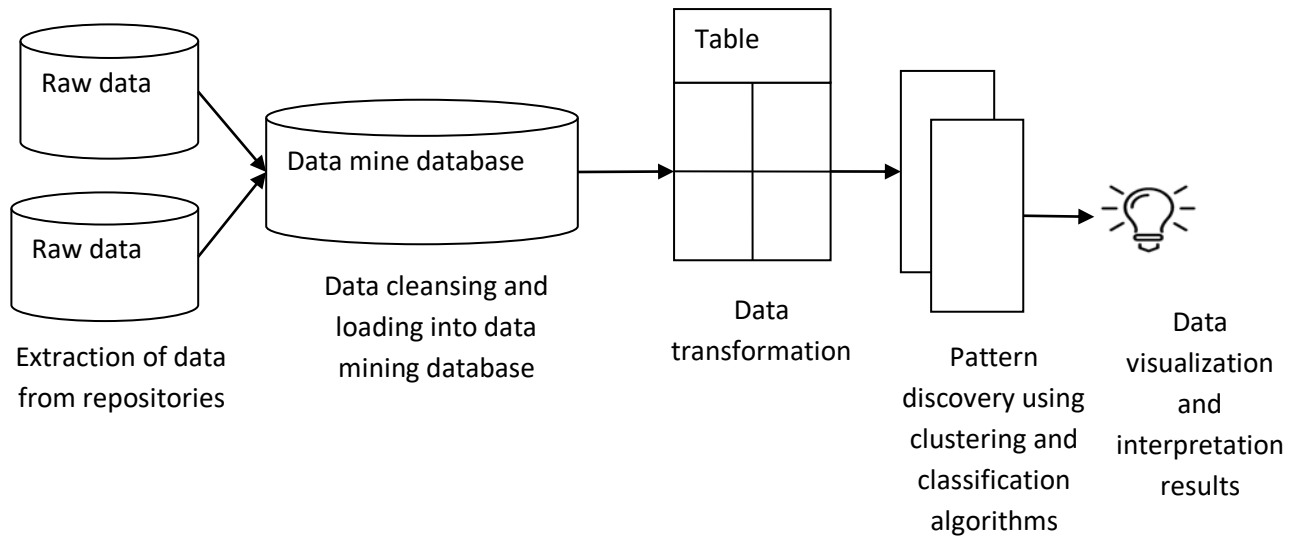 Raw data
Raw data
Extraction of data
from repositories
Data mine database
Data cleansing and
loading into data
mining database
Table
Data
transformation
Pattern
discovery using
clustering and
classification
algorithms
Data
visualization
and
interpretation
results